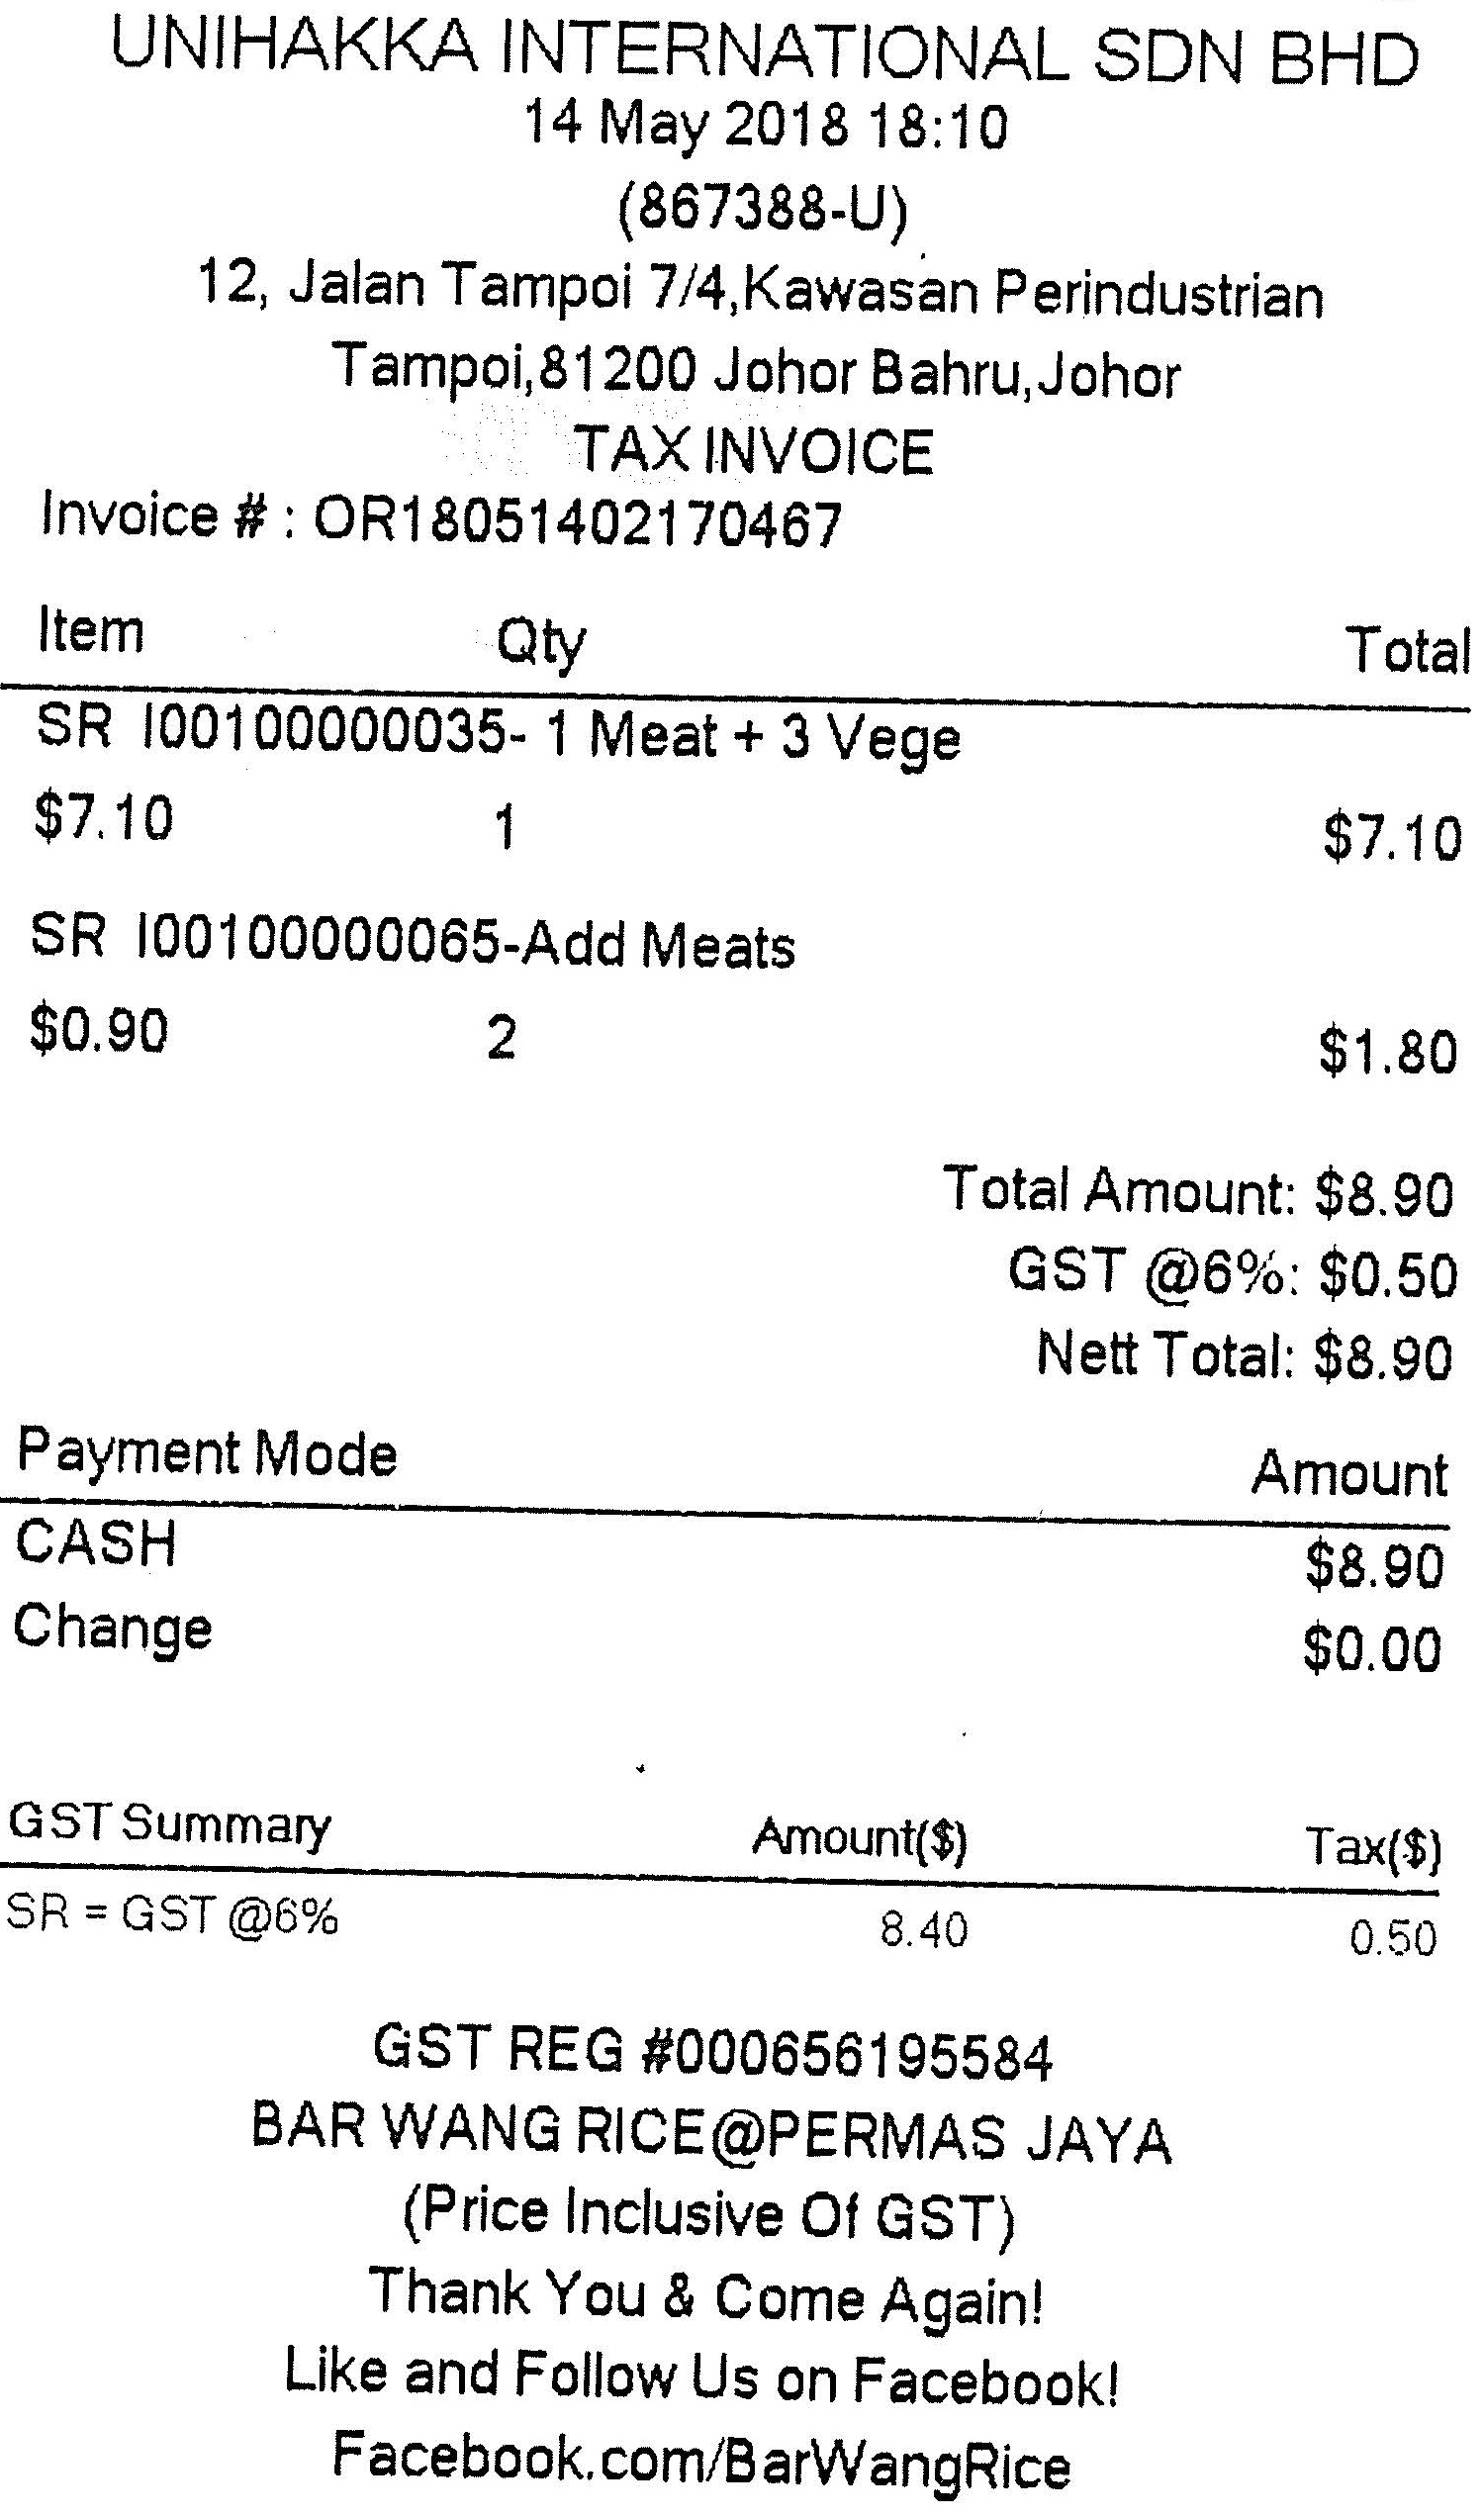 UNIHAKKA INTERNATIONAL SDN BHD
14 May 2018 18:10
(867388-U)
12, Jalan Tampoi 7/4,Kawasan Perindustrian
Tampoi,81200 Johor Bahru,Johor
TAX INVOICE
Invoice # : OR18051402170467
Item Qty Total
SR I00100000035- 1 Meat + 3 Vege
$7.10 1 $7.10
SR I00100000065-Add Meats
$0.90 2 $1.80
Total Amount: $8.90
GST @6%: $0.50
Nett Total: $8.90
Payment Mode Amount
CASH $8.90
Change $0.00
GST Summary Amount($) Tax($)
SR = GST @6% 8.40 0.50
GST REG #000656195584
BAR WANG RICE@PERMAS JAYA
(Price Inclusive Of GST)
Thank You & Come Again!
Like and Follow Us on Facebook!
Facebook.com/BarWangRice